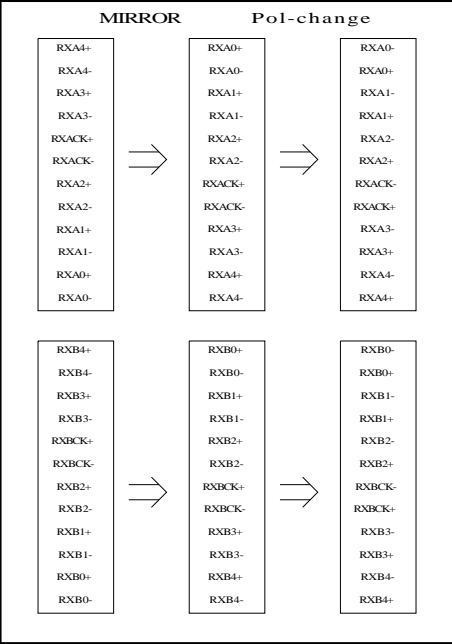 MIRROR Pol-change
RXA4+ RXA0+ RXA0-
RXA4- RXA0- RXA0+
RXA3+ RXA1+ RXA1-
RXA3- RXA1- RXA1+
RXACK+ RXA2+ RXA2-
RXACK- RXA2- RXA2+
RXA2+ RXACK+ RXACK-
RXA2- RXACK- RXACK+
RXA1+ RXA3+ RXA3-
RXA1- RXA3- RXA3+
RXA0+ RXA4+ RXA4-
RXA0- RXA4- RXA4+
RXB4+ RXB0+ RXB0-
RXB4- RXB0- RXB0+
RXB3+ RXB1+ RXB1-
RXB3- RXB1- RXB1+
RXBCK+ RXB2+ RXB2-
RXBCK- RXB2- RXB2+
RXB2+ RXBCK+ RXBCK-
RXB2- RXBCK- RXBCK+
RXB1+ RXB3+ RXB3-
RXB1- RXB3- RXB3+
RXB0+ RXB4+ RXB4-
RXB0- RXB4- RXB4+